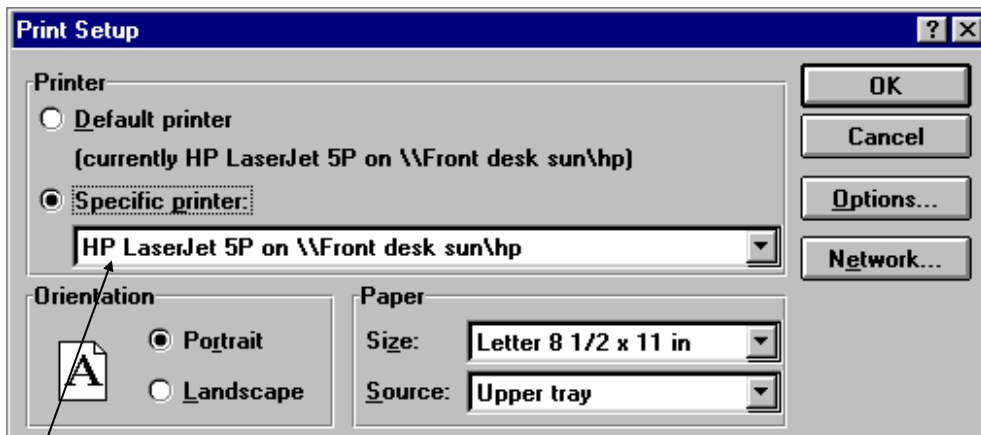 Print Setup
Printer
OK
Default printer
Cancel
(currently HP LaserJet 5P on \\Front desk sun\hp)
Specific printer:
Options...
HP LaserJet 5P on \\Front desk sun\hp
Network...
Orientation
Paper
Portrait
Size:
Letter 8 1/2 x 11 in
A
Landscape
Source:
Upper tray